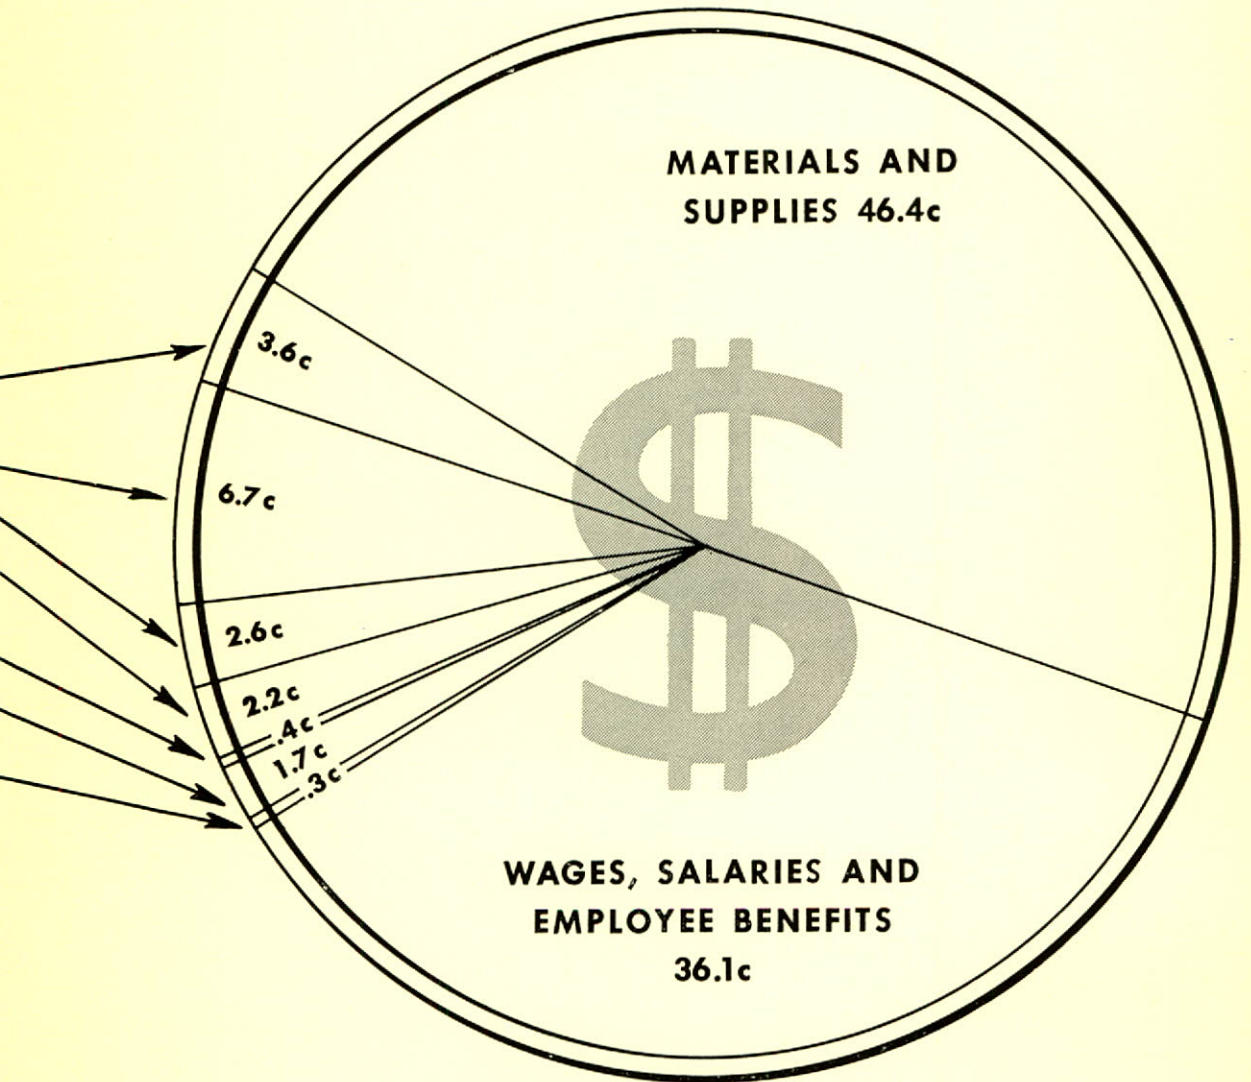 MATERIALS AND
SUPPLIES 46.4c
3.6c
6.7c
2.6c
2.2c
.4c
1.7c
.3c
$
WAGES, SALARIES AND
EMPLOYEE BENEFITS
36.1c